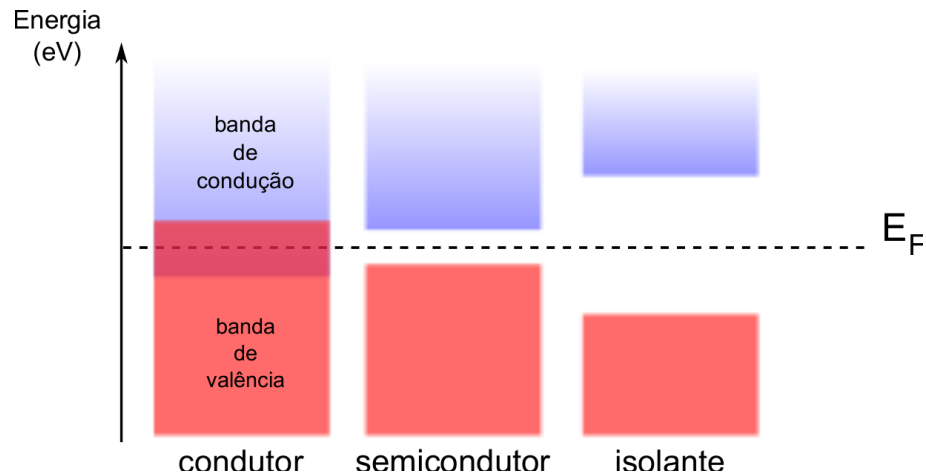 Energia
(eV)
banda
de
condução
E_F
banda
de
valência
condutor semicondutor isolante